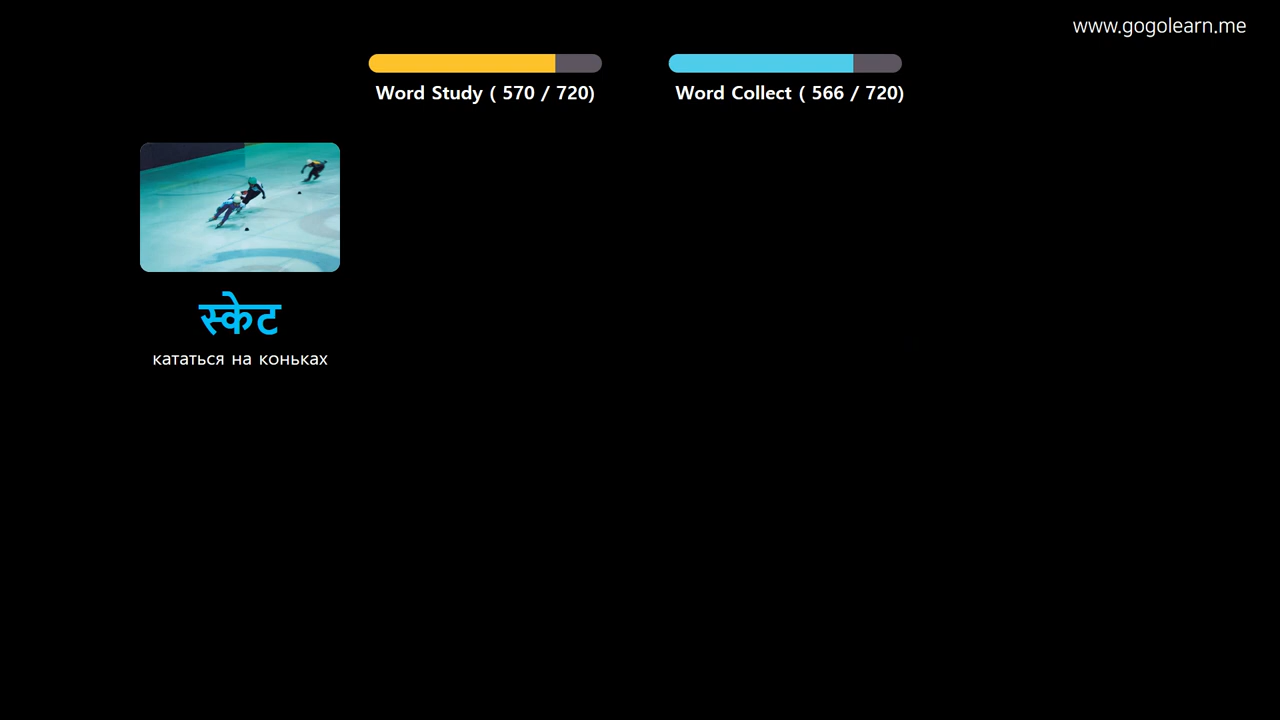 www.gogolearn.me
Word Study ( 570 / 720)
Word Collect ( 566 / 720)
स्केट
кататься на коньках